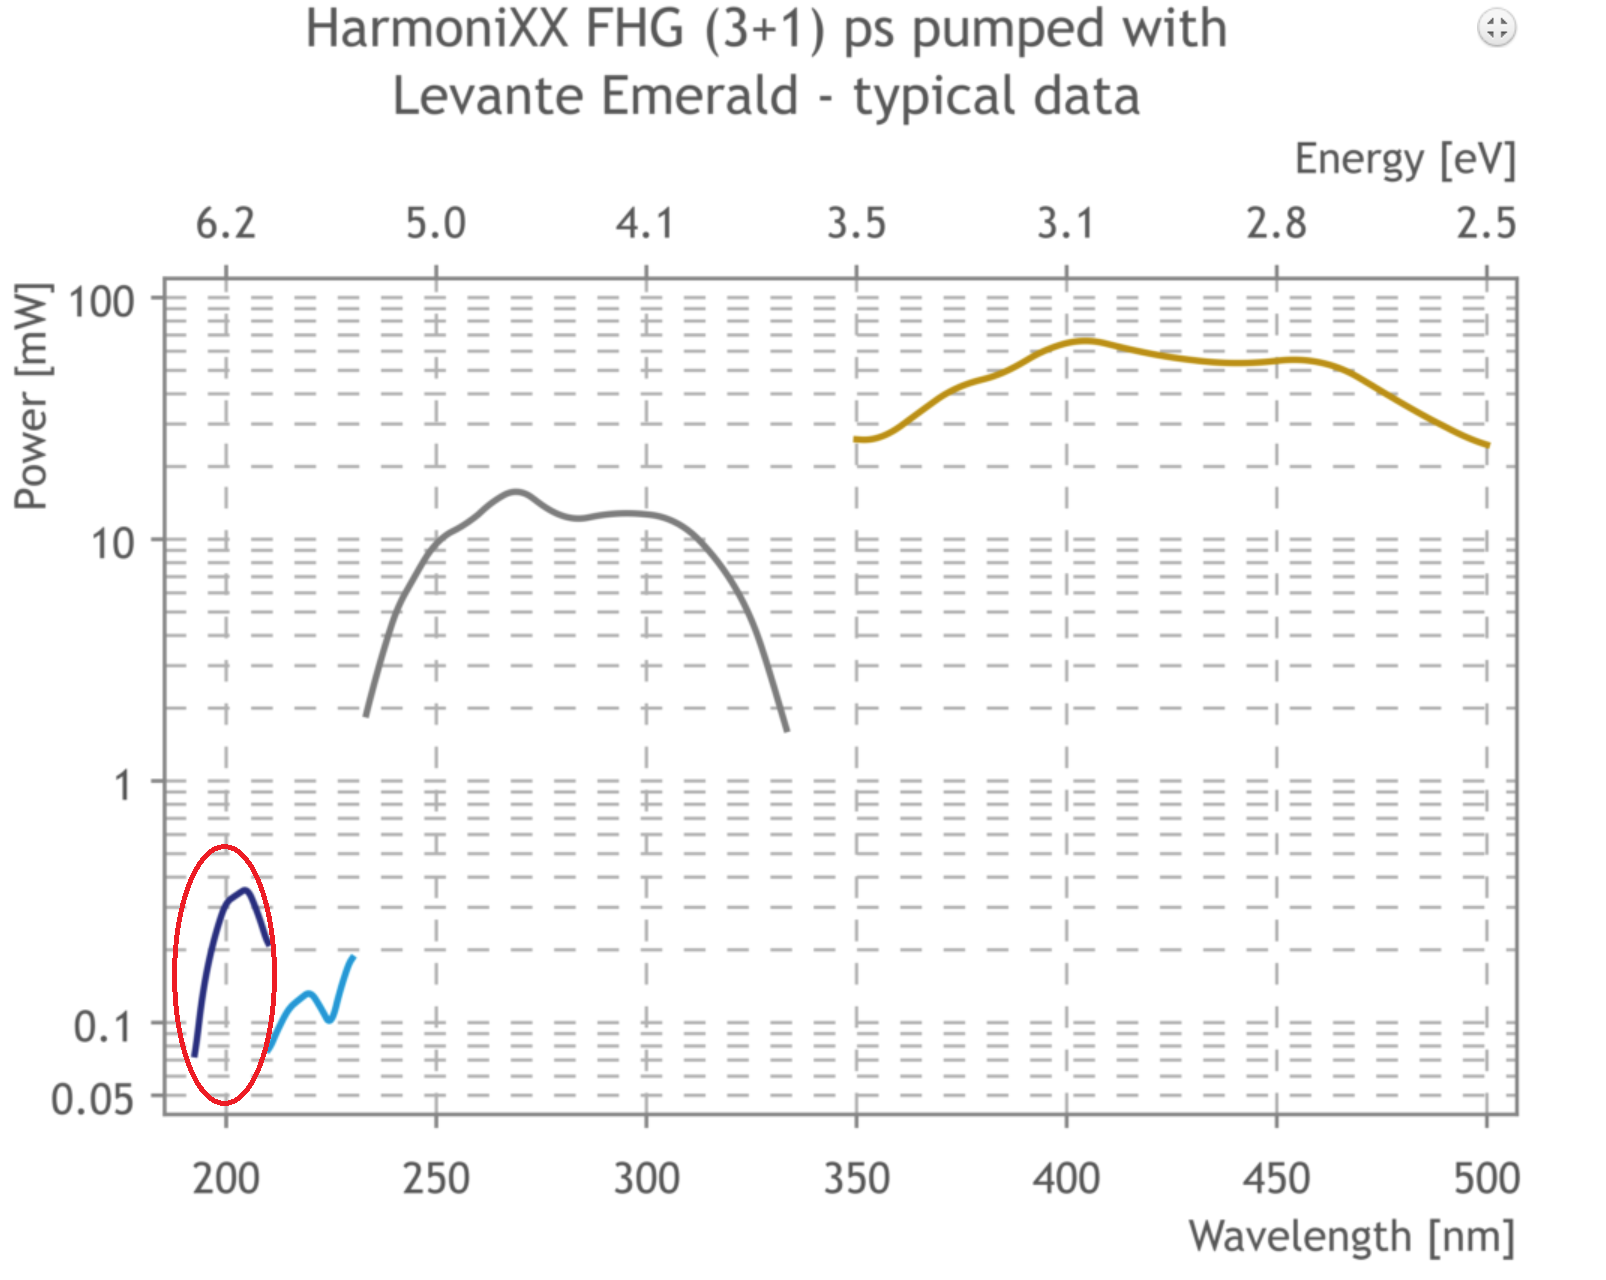 HarmoniXX FHG (3+1) ps pumped with
Levante Emerald - typical data
Energy [eV]
6.2 5.0 4.1 3.5 3.1 2.8 2.5
Power [mW]
100
10
1
0.1
0.05
200 250 300 350 400 450 500
Wavelength [nm]